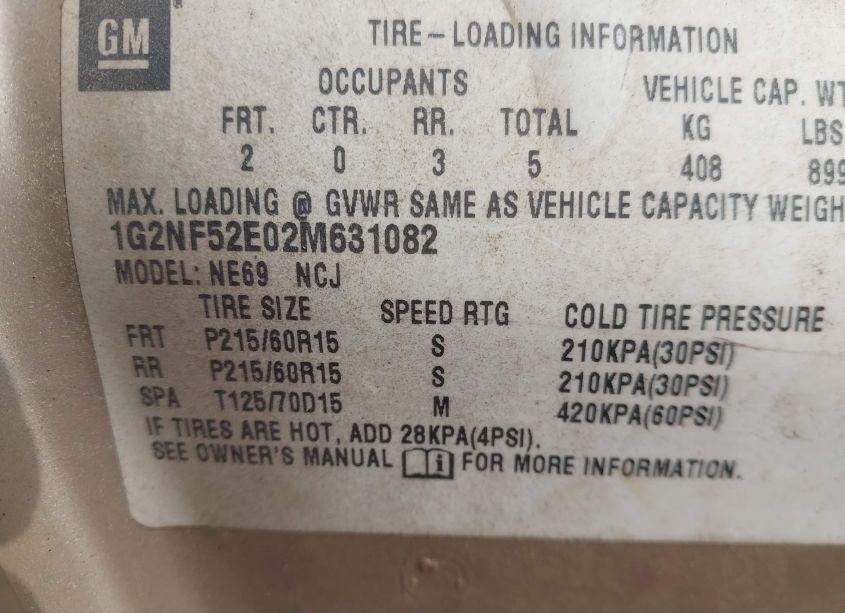 GM
TIRE-LOADING INFORMATION
OCCUPANTS VEHICLE CAP. WT
FRT. CTR. RR. TOTAL KG LBS
2 0 3 5 408 899
MAX. LOADING @ GVWR SAME AS VEHICLE CAPACITY WEIGH
1G2NF52E02M631082
MODEL: NE69 NCJ
TIRE SIZE SPEED RTG COLD TIRE PRESSURE
FRT P215/60R15 S 210KPA(30PSI)
RR P215/60R15 S 210KPA(30PSI)
SPA T125/70D15 M 420KPA(60PSI)
IF TIRES ARE HOT, ADD 28KPA(4PSI).
SEE OWNER'S MANUAL i FOR MORE INFORMATION.